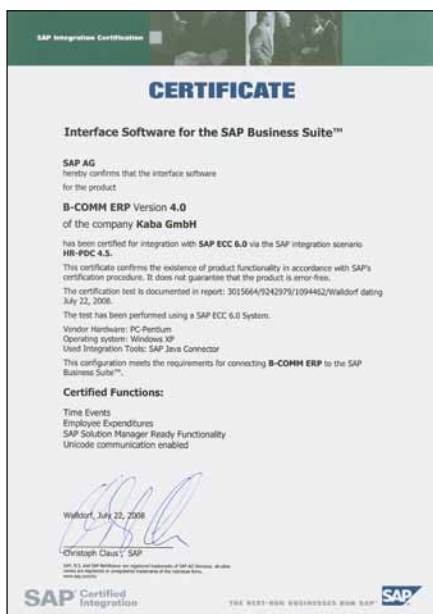 SAP Integration Certification
CERTIFICATE
Interface Software for the SAP Business Suite™
SAP AG
hereby confirms that the interface software
for the product
B-COMM ERP Version 4.0
of the company Kaba GmbH
has been certified for integration with SAP ECC 6.0 via the SAP integration scenario
HR-PDC 4.5.
This certificate confirms the existence of product functionality in accordance with SAP's
certification procedure. It does not guarantee that the product is error-free.
The certification test is documented in report: 3015664/9242979/1094462/Walldorf dating
July 22, 2008.
The test has been performed using a SAP ECC 6.0 System.
Vendor Hardware: PC-Pentium
Operating system: Windows XP
Used Integration Tools: SAP Java Connector
This configuration meets the requirements for connecting B-COMM ERP to the SAP
Business Suite™.
Certified Functions:
Time Events
Employee Expenditures
SAP Solution Manager Ready Functionality
Unicode communication enabled
Walldorf, July 22, 2008
Christoph Claus, SAP
SAP Certified
Integration
THE BEST-RUN BUSINESSES RUN SAP
SAP